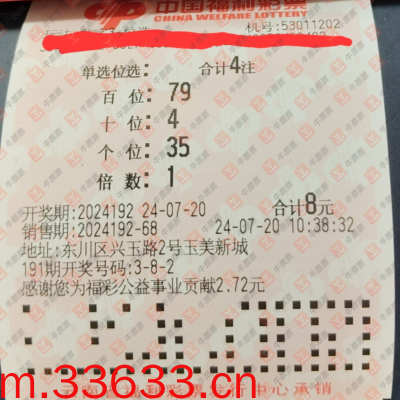 中国福利彩票
CHINA WELFARE LOTTERY
机号:53011202
单选位选: 合计4注
百 位: 79
十 位: 4
个 位: 35
倍 数: 1
开奖期:2024192 24-07-20 合计8元
销售期:2024192-68 24-07-20 10:38:32
地址:东川区兴玉路2号玉美新城
191期开奖号码:3-8-2
感谢您为福彩公益事业贡献2.72元
m.33633.cn
中心承销